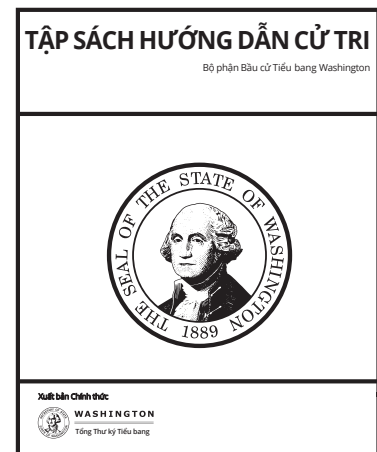 TẬP SÁCH HƯỚNG DẪN CỬ TRI
Bộ phận Bầu cử Tiểu bang Washington
THE SEAL OF THE STATE OF WASHINGTON
1889
Xuất bản Chính thức
WASHINGTON
Tổng Thư ký Tiểu bang